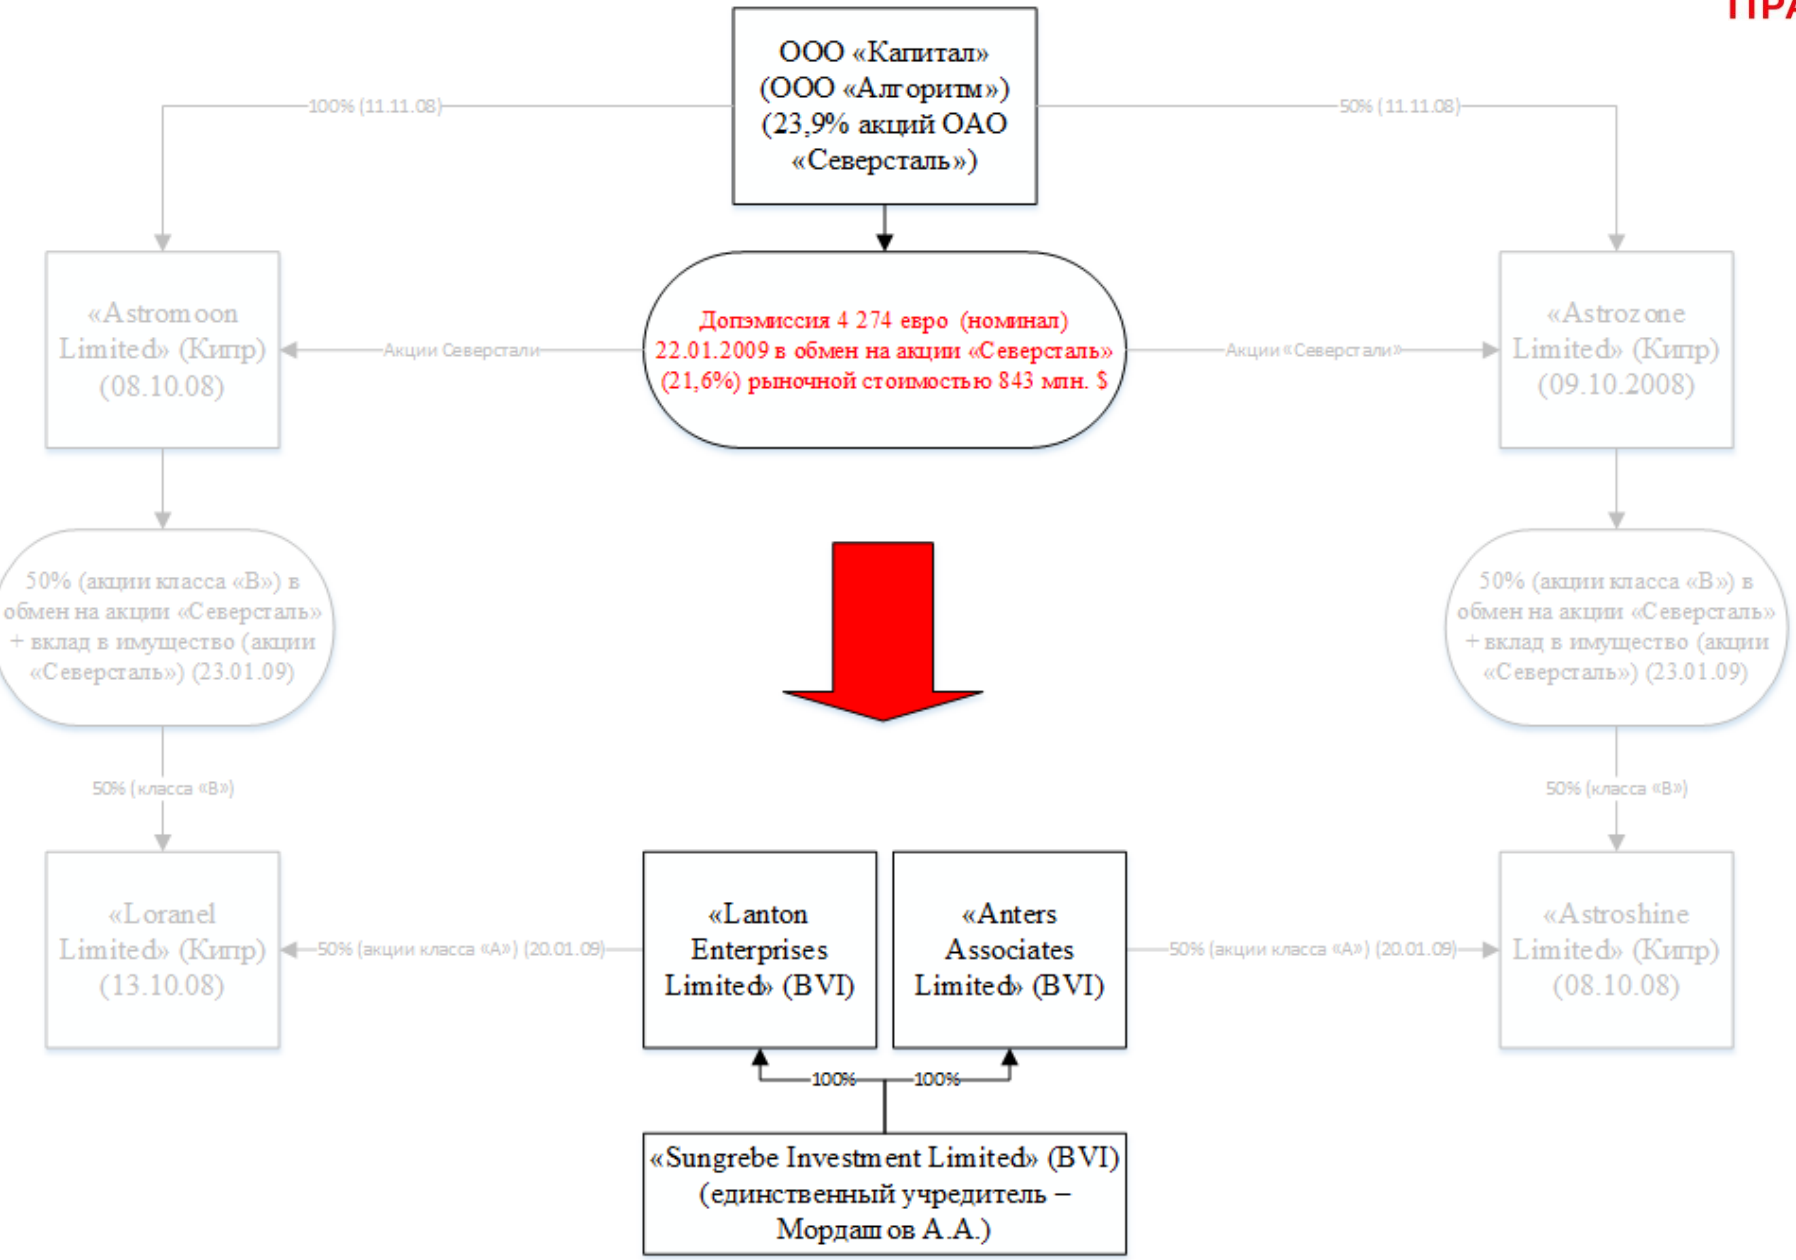 ПРА
ООО «Капитал»
(ООО «Алгоритм»)
(23,9% акций ОАО
«Северсталь»)
100% (11.11.08)
50% (11.11.08)
«Astromoon
Limited» (Кипр)
(08.10.08)
Акции Северстали
Допэмиссия 4 274 евро (номинал)
22.01.2009 в обмен на акции «Северсталь»
(21,6%) рыночной стоимостью 843 млн. $
Акции «Северстали»
«Astrozone
Limited» (Кипр)
(09.10.2008)
50% (акции класса «В») в
обмен на акции «Северсталь»
+ вклад в имущество (акции
«Северсталь») (23.01.09)
50% (акции класса «В») в
обмен на акции «Северсталь»
+ вклад в имущество (акции
«Северсталь») (23.01.09)
50% (класса «В»)
50% (класса «В»)
«Loranel
Limited» (Кипр)
(13.10.08)
50% (акции класса «А») (20.01.09)
«Lanton
Enterprises
Limited» (BVI)
«Anters
Associates
Limited» (BVI)
50% (акции класса «А») (20.01.09)
«Astroshine
Limited» (Кипр)
(08.10.08)
100%
100%
«Sungrebe Investment Limited» (BVI)
(единственный учредитель –
Мордашов А.А.)